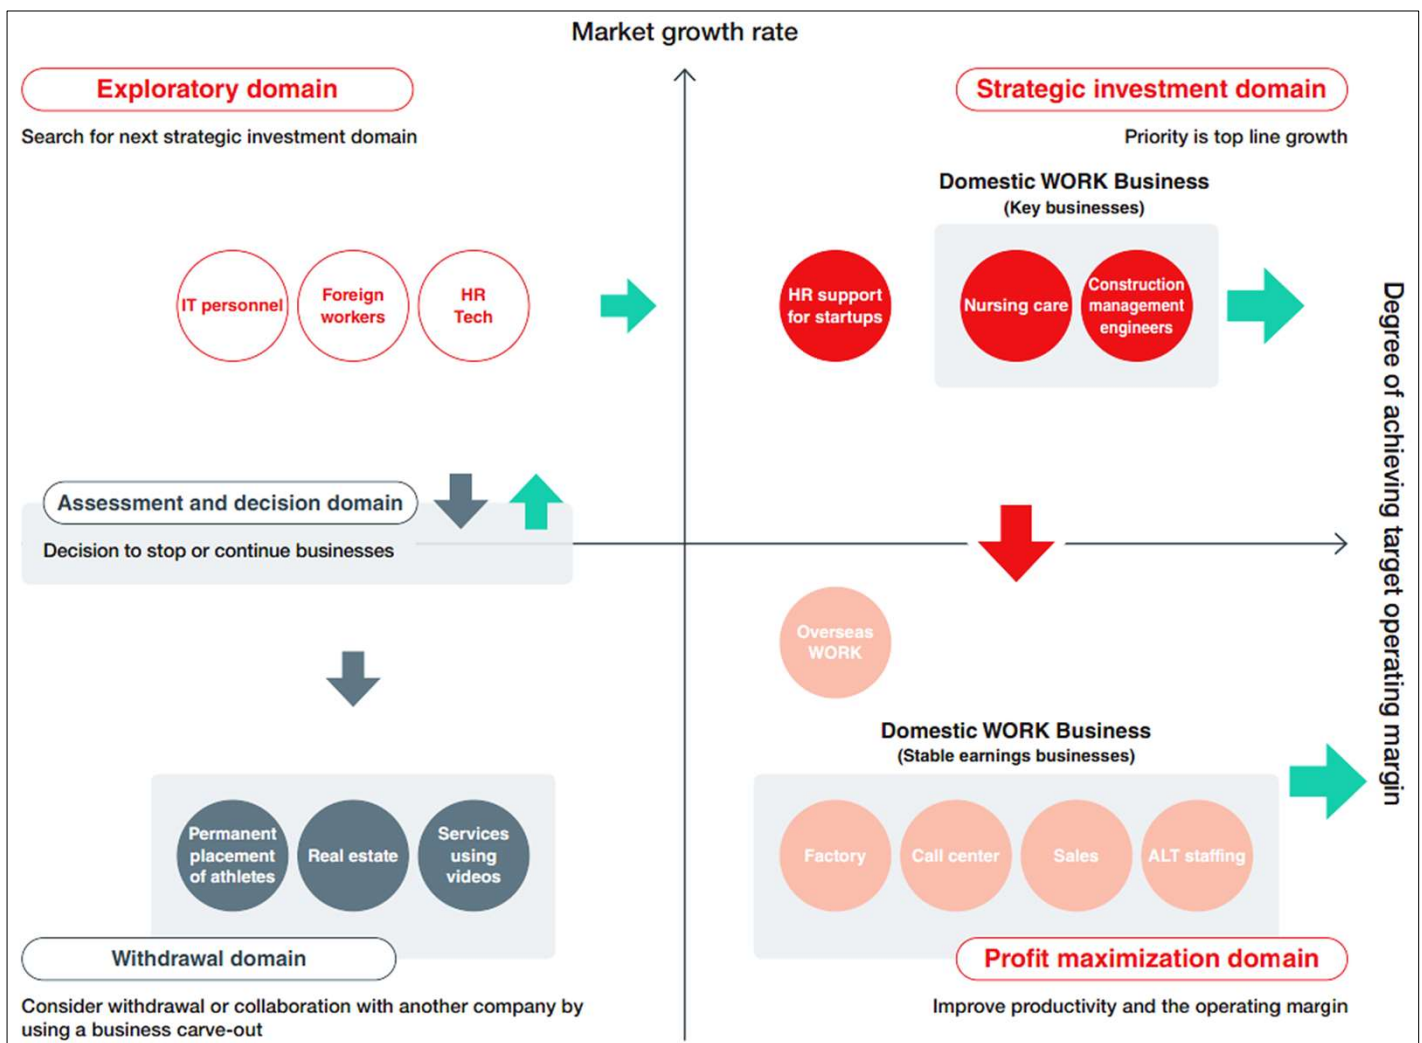 Market growth rate
Exploratory domain
Search for next strategic investment domain
Strategic investment domain
Priority is top line growth
Domestic WORK Business
(Key businesses)
IT personnel
Foreign
workers
HR
Tech
HR support
for startups
Nursing care
Construction
management
engineers
Degree of achieving target operating margin
Assessment and decision domain
Decision to stop or continue businesses
Overseas
WORK
Domestic WORK Business
(Stable earnings businesses)
Permanent
placement
of athletes
Real estate
Services
using
videos
Factory
Call center
Sales
ALT staffing
Withdrawal domain
Consider withdrawal or collaboration with another company by
using a business carve-out
Profit maximization domain
Improve productivity and the operating margin